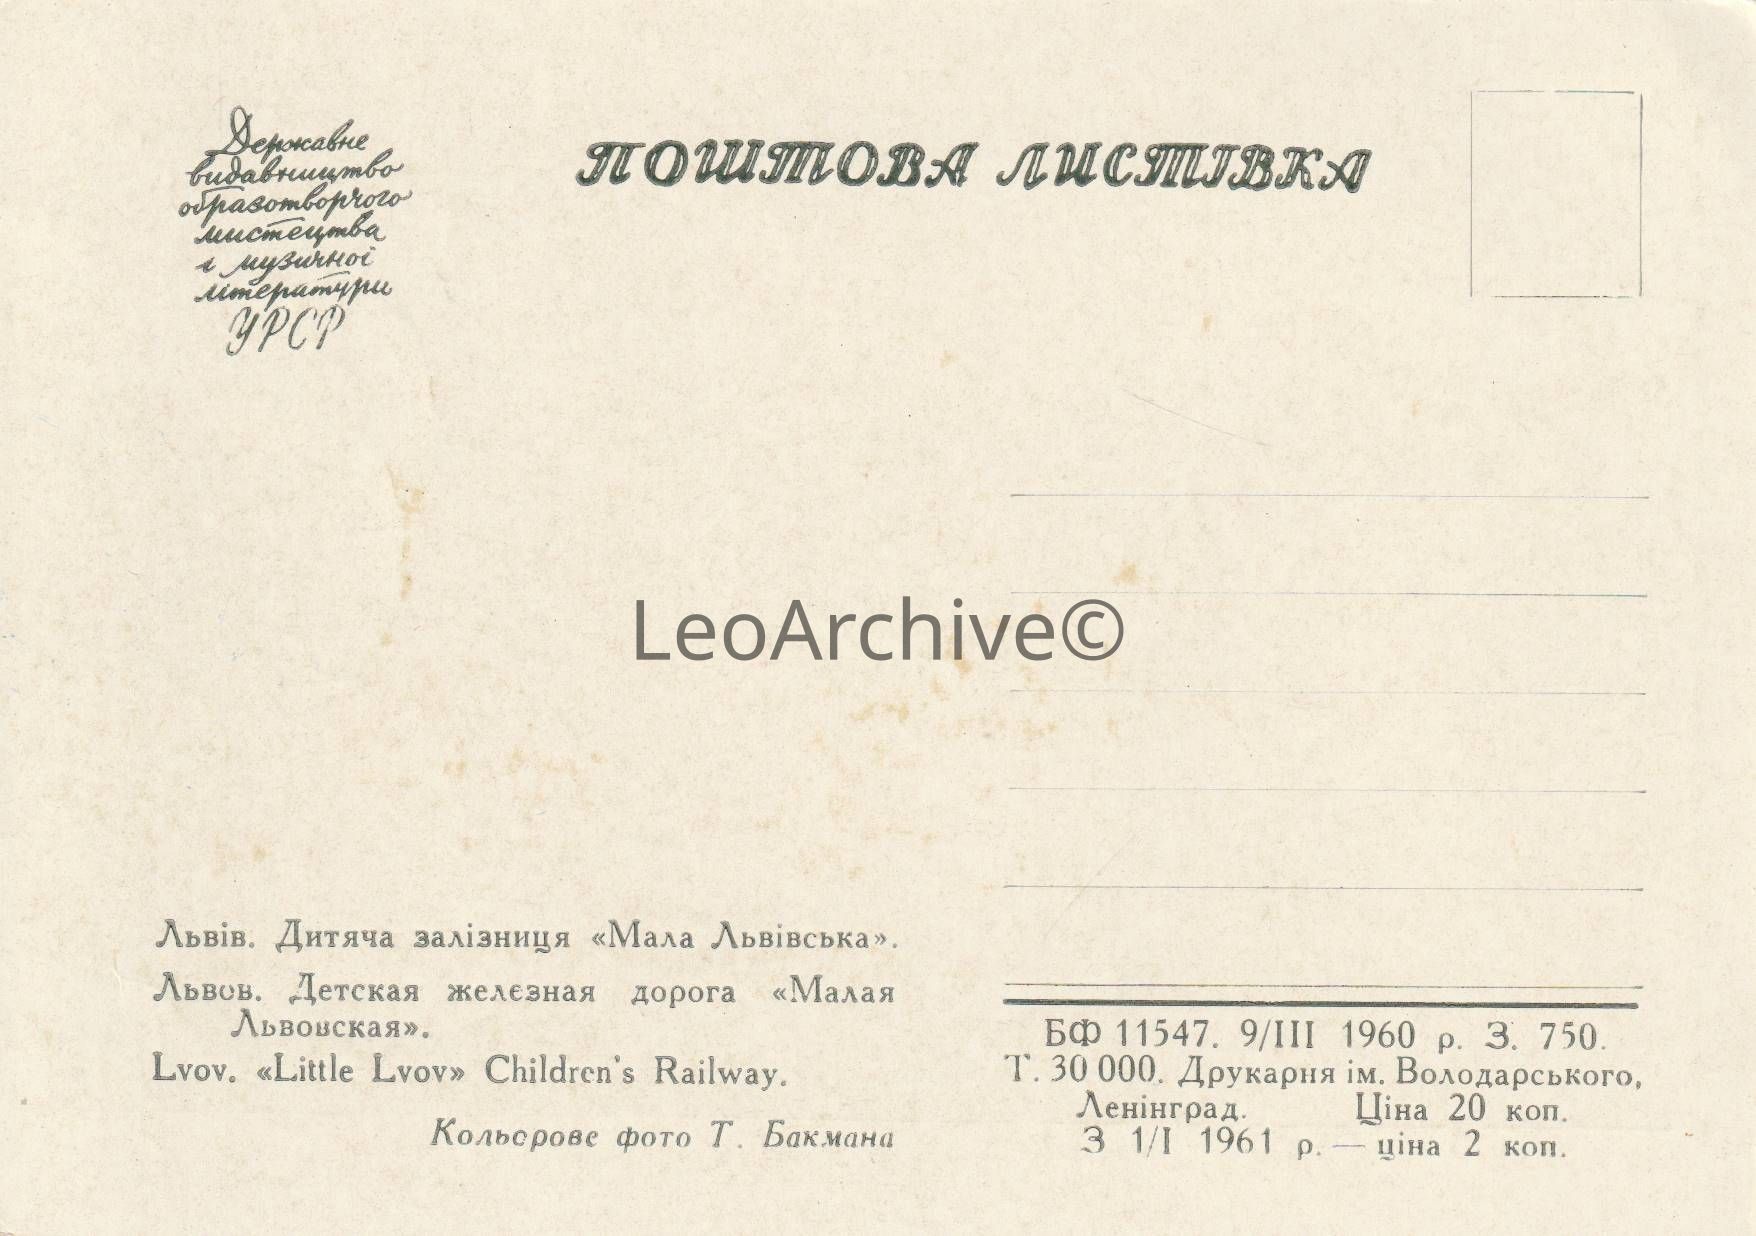 Державне
видавництво
образотворчого
мистецтва
і музичної
літератури
УРСР
ПОШТОВА ЛИСТІВКА
LeoArchive©
Львів. Дитяча залізниця «Мала Львівська».
Львов. Детская железная дорога «Малая
Львовская».
Lvov. «Little Lvov» Children's Railway.
Кольорове фото Т. Бакмана
БФ 11547. 9/III 1960 р. З. 750.
Т. 30 000. Друкарня ім. Володарського,
Ленінград. Ціна 20 коп.
З 1/I 1961 р. — ціна 2 коп.